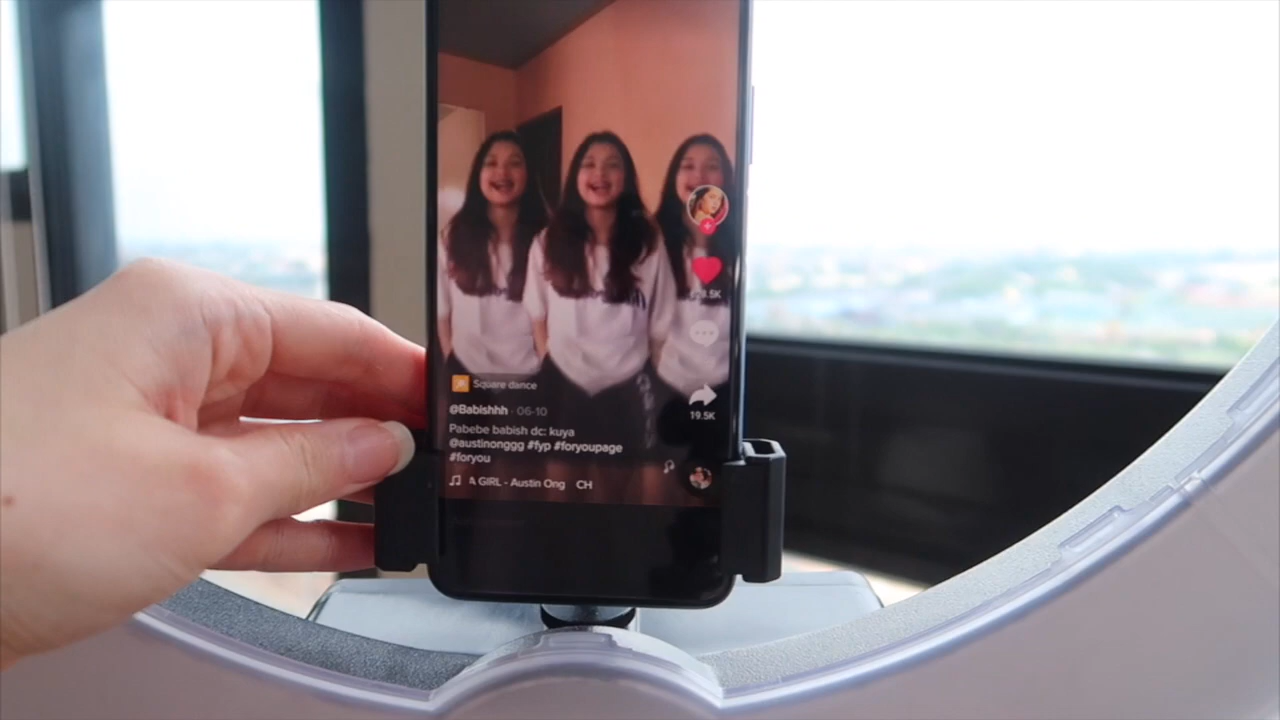 Square dance
@Babishhh · 06-10
Pabebe babish dc: kuya
@austinonggg #fyp #foryoupage
#foryou
A GIRL - Austin Ong CH
19.5K